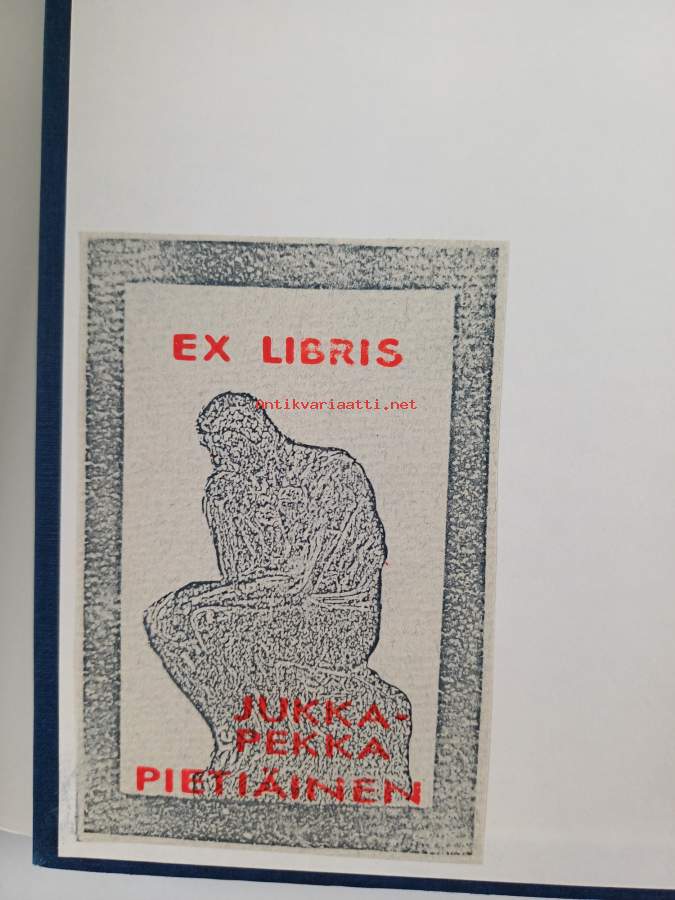 EX LIBRIS
Antikvariaatti.net
JUKKA-
PEKKA
PIETIÄINEN